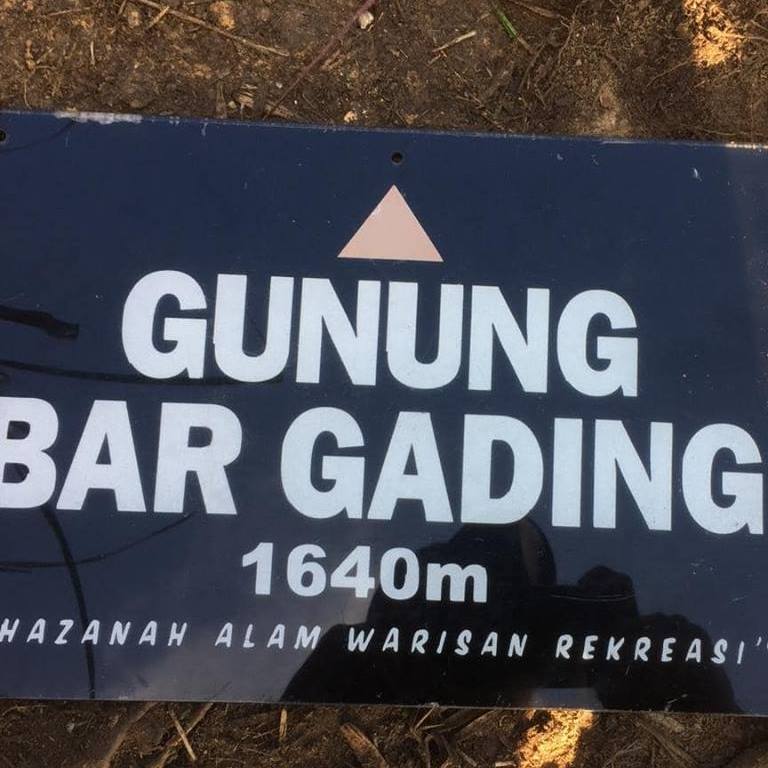 GUNUNG
BAR GADING
1640m
HAZANAH ALAM WARISAN REKREASI"